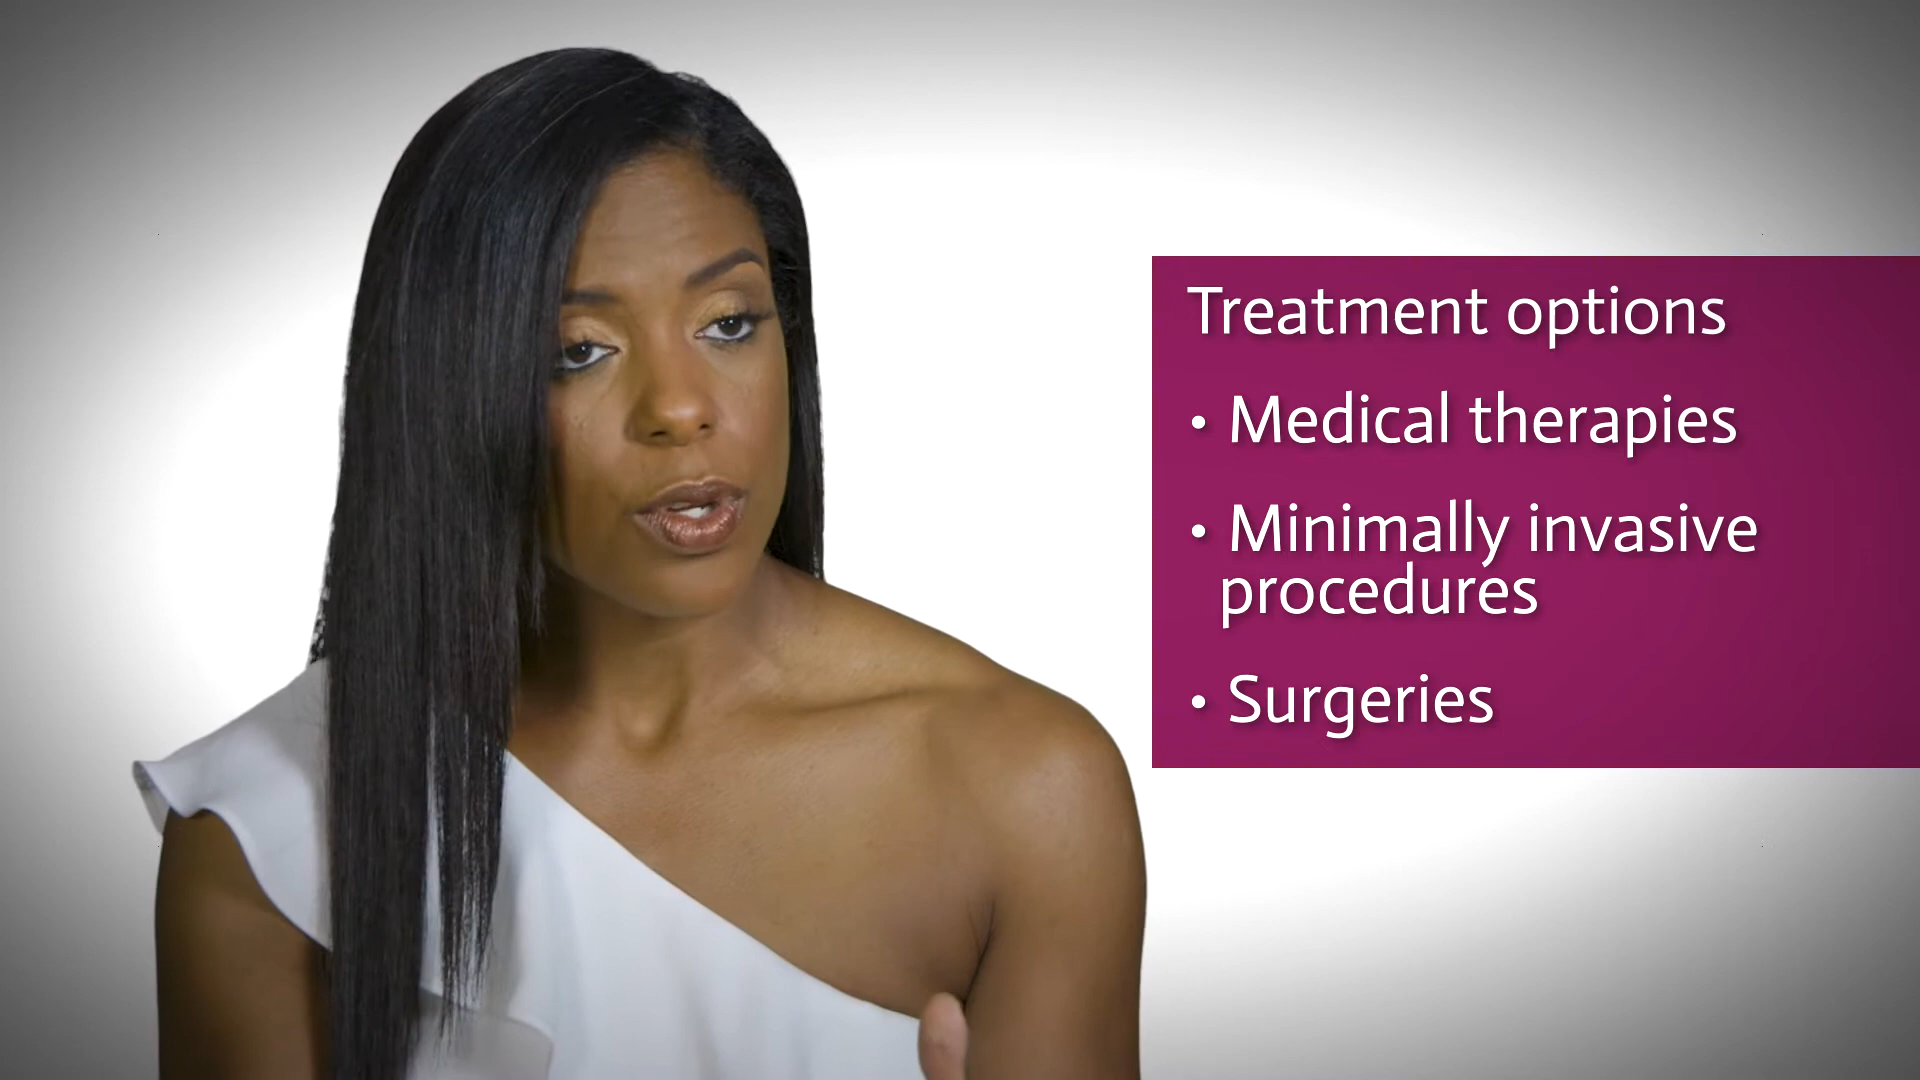 Treatment options
• Medical therapies
• Minimally invasive
procedures
• Surgeries